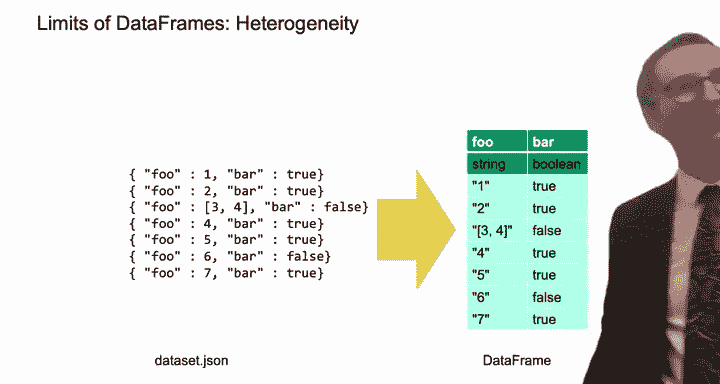 Limits of DataFrames: Heterogeneity
{ "foo" : 1, "bar" : true}
{ "foo" : 2, "bar" : true}
{ "foo" : [3, 4], "bar" : false}
{ "foo" : 4, "bar" : true}
{ "foo" : 5, "bar" : true}
{ "foo" : 6, "bar" : false}
{ "foo" : 7, "bar" : true}
dataset.json
foo bar
string boolean
"1" true
"2" true
"[3, 4]" false
"4" true
"5" true
"6" false
"7" true
DataFrame